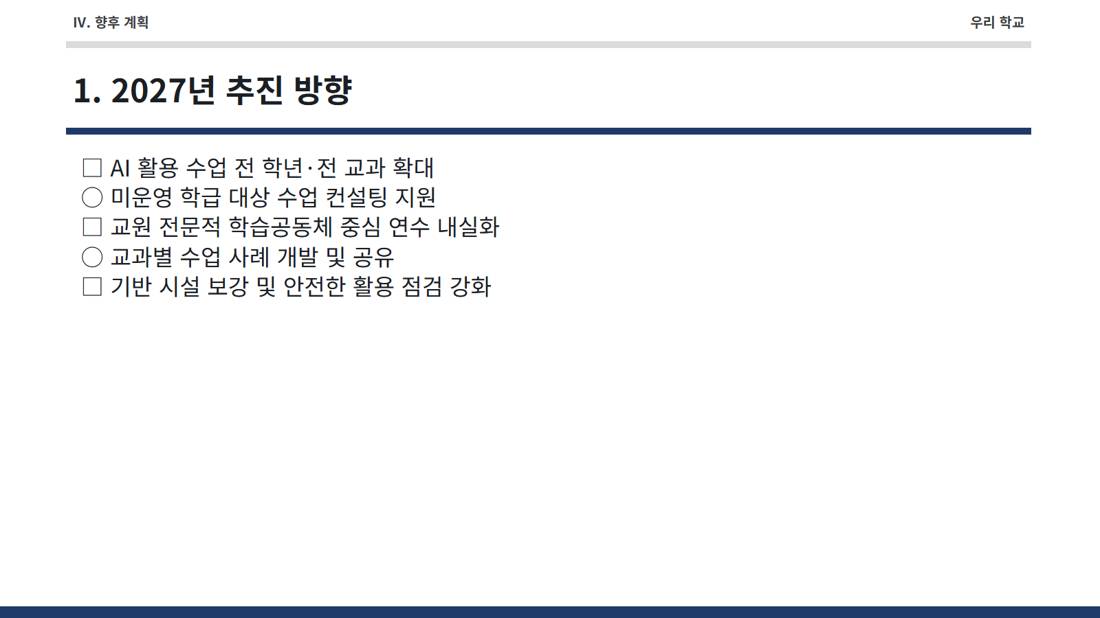 Ⅳ. 향후 계획
우리 학교
1. 2027년 추진 방향
□ AI 활용 수업 전 학년·전 교과 확대
○ 미운영 학급 대상 수업 컨설팅 지원
□ 교원 전문적 학습공동체 중심 연수 내실화
○ 교과별 수업 사례 개발 및 공유
□ 기반 시설 보강 및 안전한 활용 점검 강화